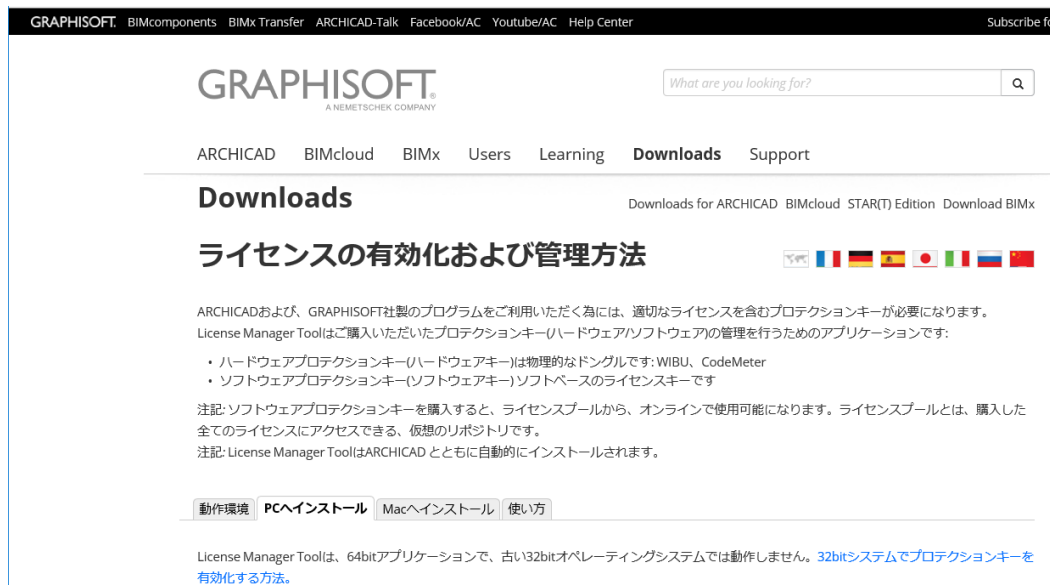 GRAPHISOFT. BIMcomponents BIMx Transfer ARCHICAD-Talk Facebook/AC Youtube/AC Help Center Subscribe fo
GRAPHISOFT®
A NEMETSCHEK COMPANY
What are you looking for?
ARCHICAD BIMcloud BIMx Users Learning Downloads Support
Downloads
Downloads for ARCHICAD BIMcloud STAR(T) Edition Download BIMx
ライセンスの有効化および管理方法
ARCHICADおよび、GRAPHISOFT社製のプログラムをご利用いただく為には、適切なライセンスを含むプロテクションキーが必要になります。
License Manager Toolはご購入いただいたプロテクションキー(ハードウェア/ソフトウェア)の管理を行うためのアプリケーションです:
• ハードウェアプロテクションキー(ハードウェアキー)は物理的なドングルです: WIBU、CodeMeter
• ソフトウェアプロテクションキー(ソフトウェアキー) ソフトベースのライセンスキーです
注記: ソフトウェアプロテクションキーを購入すると、ライセンスプールから、オンラインで使用可能になります。ライセンスプールとは、購入した
全てのライセンスにアクセスできる、仮想のリポジトリです。
注記: License Manager ToolはARCHICAD とともに自動的にインストールされます。
動作環境 PCへインストール Macへインストール 使い方
License Manager Toolは、64bitアプリケーションで、古い32bitオペレーティングシステムでは動作しません。32bitシステムでプロテクションキーを
有効化する方法。